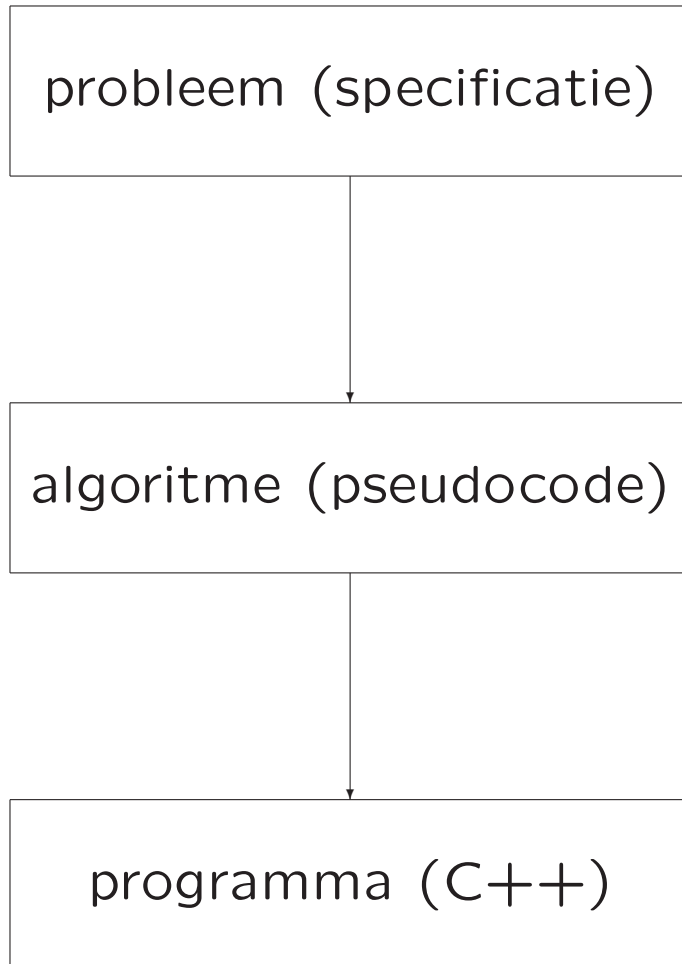 probleem (specificatie)
algoritme (pseudocode)
programma (C++)